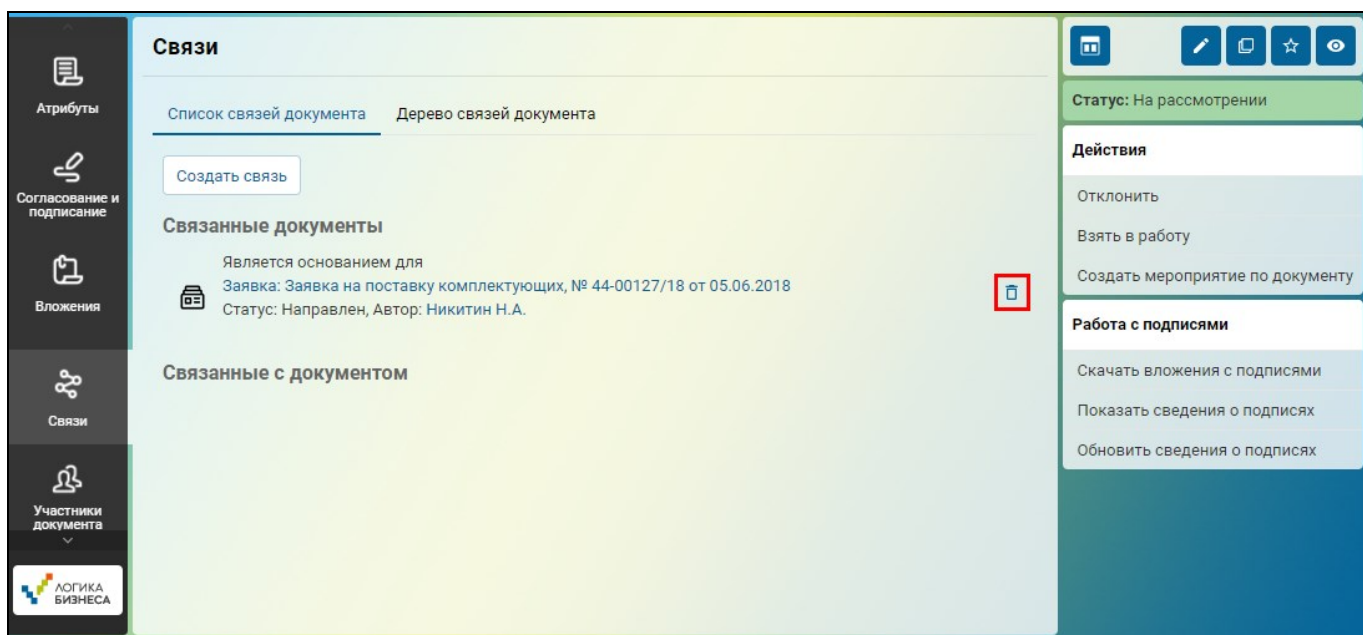 Атрибуты
Согласование и
подписание
Вложения
Связи
Участники
документа
ЛОГИКА
БИЗНЕСА
Связи
Список связей документа
Дерево связей документа
Создать связь
Связанные документы
Является основанием для
Заявка: Заявка на поставку комплектующих, № 44-00127/18 от 05.06.2018
Статус: Направлен, Автор: Никитин Н.А.
Связанные с документом
Статус: На рассмотрении
Действия
Отклонить
Взять в работу
Создать мероприятие по документу
Работа с подписями
Скачать вложения с подписями
Показать сведения о подписях
Обновить сведения о подписях